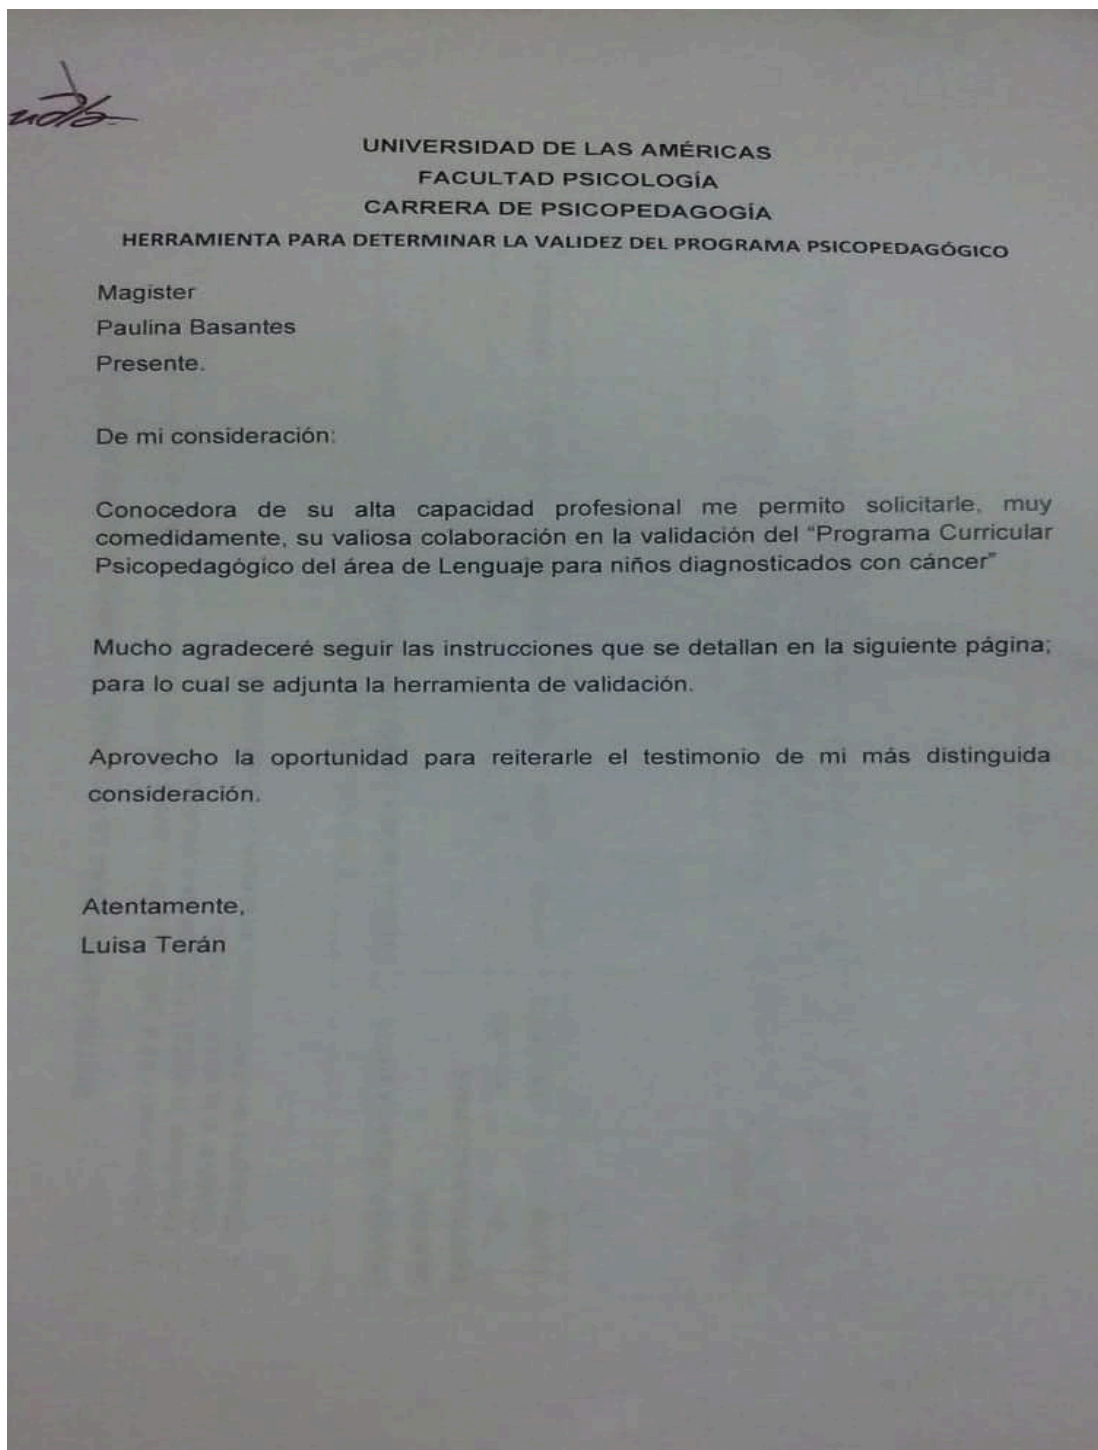 udla
UNIVERSIDAD DE LAS AMÉRICAS
FACULTAD PSICOLOGÍA
CARRERA DE PSICOPEDAGOGÍA
HERRAMIENTA PARA DETERMINAR LA VALIDEZ DEL PROGRAMA PSICOPEDAGÓGICO
Magister
Paulina Basantes
Presente.
De mi consideración:
Conocedora de su alta capacidad profesional me permito solicitarle, muy
comedidamente, su valiosa colaboración en la validación del “Programa Curricular
Psicopedagógico del área de Lenguaje para niños diagnosticados con cáncer”
Mucho agradeceré seguir las instrucciones que se detallan en la siguiente página;
para lo cual se adjunta la herramienta de validación.
Aprovecho la oportunidad para reiterarle el testimonio de mi más distinguida
consideración.
Atentamente,
Luisa Terán